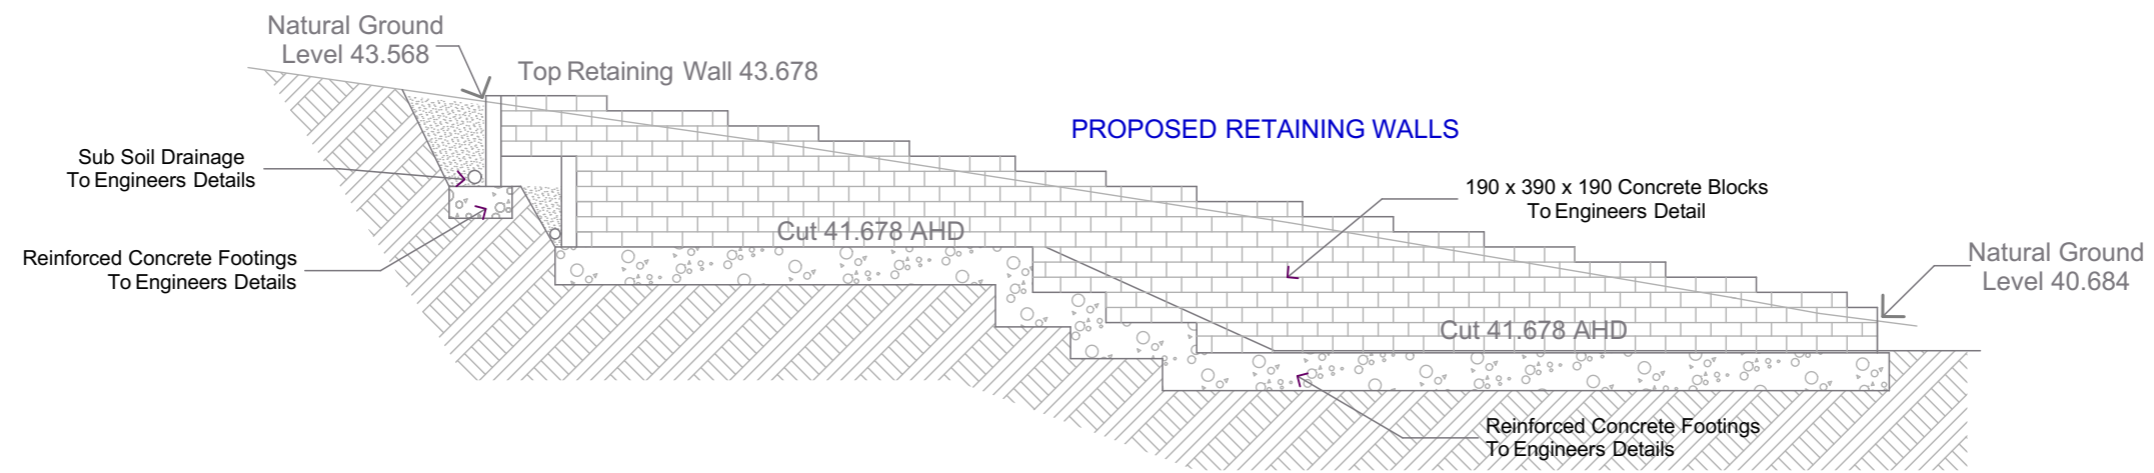 Natural Ground
Level 43.568
Top Retaining Wall 43.678
PROPOSED RETAINING WALLS
Sub Soil Drainage
To Engineers Details
190 x 390 x 190 Concrete Blocks
To Engineers Detail
Cut 41.678 AHD
Reinforced Concrete Footings
To Engineers Details
Natural Ground
Level 40.684
Cut 41.678 AHD
Reinforced Concrete Footings
To Engineers Details